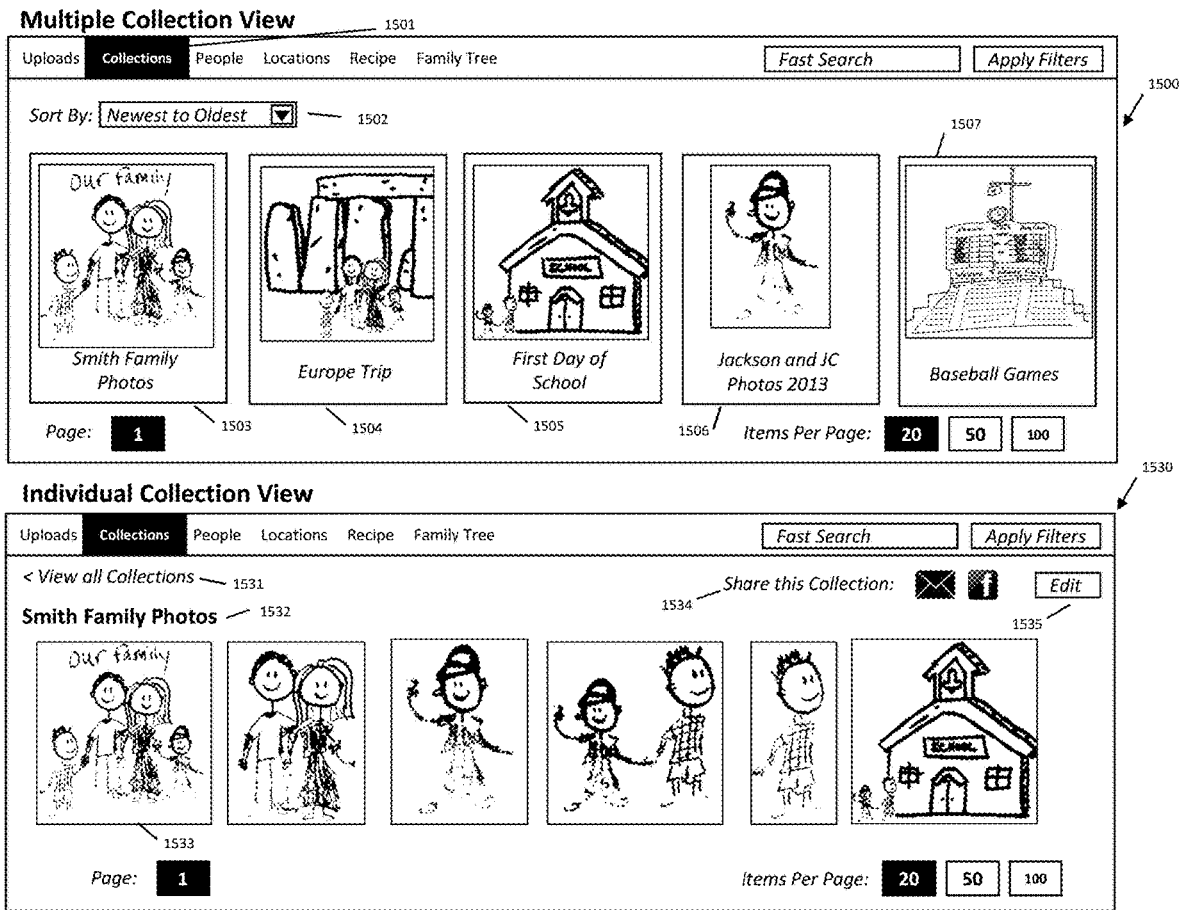 Multiple Collection View
1501
Uploads Collections People Locations Recipe Family Tree Fast Search Apply Filters
1500
Sort By: Newest to Oldest 1502
1507
our family
SCHOOL
Smith Family
Photos
Europe Trip
First Day of
School
Jackson and JC
Photos 2013
Baseball Games
1503 1504 1505 1506
Page: 1 Items Per Page: 20 50 100
1530
Individual Collection View
Uploads Collections People Locations Recipe Family Tree Fast Search Apply Filters
< View all Collections 1531 1534 Share this Collection: f Edit
Smith Family Photos 1532 1535
our family
SCHOOL
1533
Page: 1 Items Per Page: 20 50 100